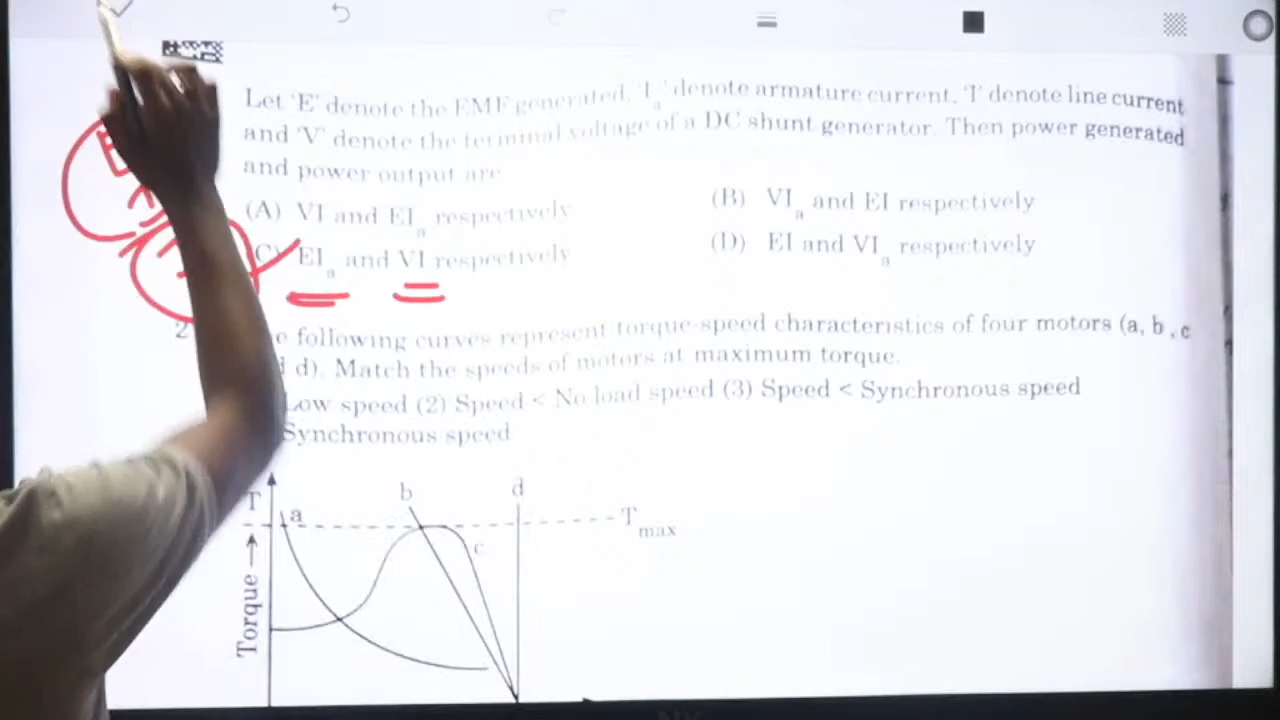 Let 'E' denote the EMF generated, 'Ia' denote armature current, 'I' denote line current
and 'V' denote the terminal voltage of a DC shunt generator. Then power generated
and power output are
(A) VI and EIa respectively
(B) VIa and EI respectively
(C) EIa and VI respectively
(D) EI and VIa respectively
2
following curves represent torque-speed characteristics of four motors (a, b , c
d). Match the speeds of motors at maximum torque.
Low speed (2) Speed < No load speed (3) Speed < Synchronous speed
Synchronous speed
T
a
b
d
Tmax
c
Torque